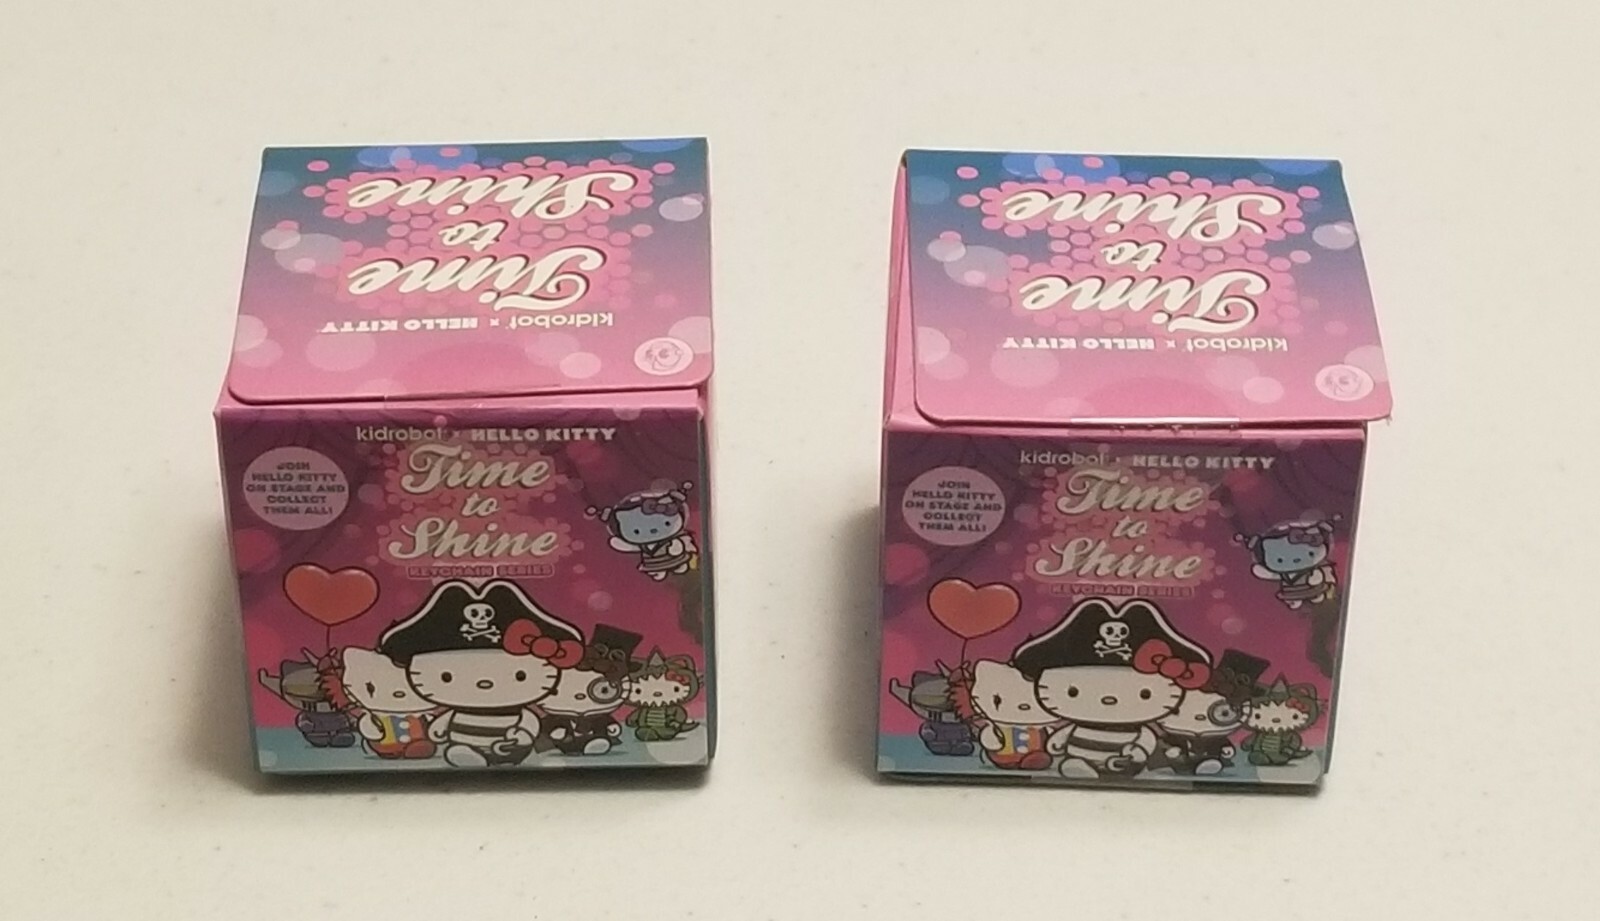 Time
to
Shine
kidrobot × HELLO KITTY
kidrobot × HELLO KITTY
Time
to
Shine
KEYCHAIN SERIES
JOIN
HELLO KITTY
ON STAGE AND
COLLECT
THEM ALL!
Time
to
Shine
kidrobot × HELLO KITTY
kidrobot × HELLO KITTY
Time
to
Shine
KEYCHAIN SERIES
JOIN
HELLO KITTY
ON STAGE AND
COLLECT
THEM ALL!